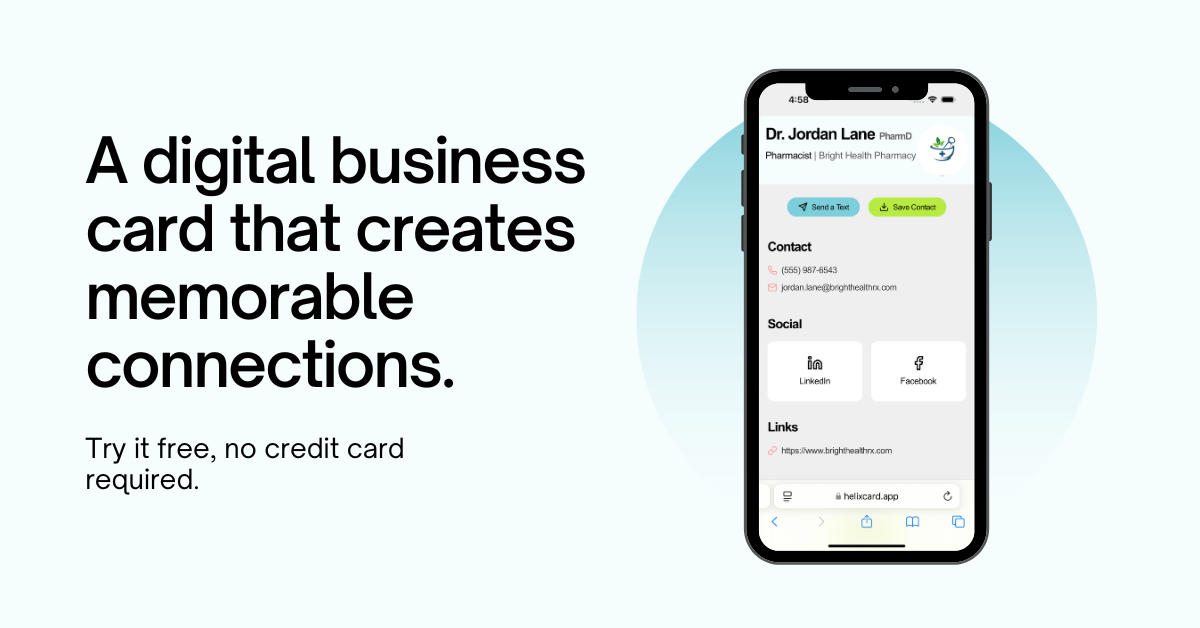 A digital business
card that creates
memorable
connections.
Try it free, no credit card
required.
4:58
Dr. Jordan Lane PharmD
Pharmacist | Bright Health Pharmacy
Send a Text
Save Contact
Contact
(555) 987-6543
jordan.lane@brighthealthrx.com
Social
LinkedIn
Facebook
Links
https://www.brighthealthrx.com
helixcard.app